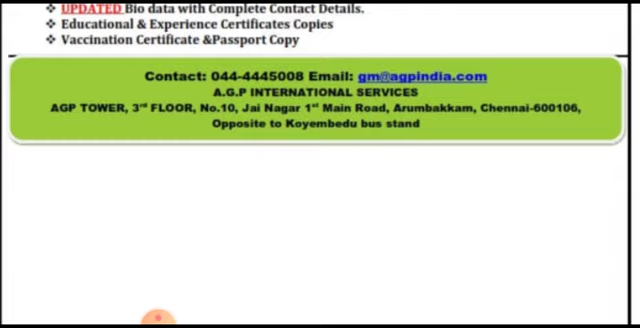 ❖ UPDATED Bio data with Complete Contact Details.
❖ Educational & Experience Certificates Copies
❖ Vaccination Certificate &Passport Copy
Contact: 044-4445008 Email: gm@agpindia.com
A.G.P INTERNATIONAL SERVICES
AGP TOWER, 3rd FLOOR, No.10, Jai Nagar 1st Main Road, Arumbakkam, Chennai-600106,
Opposite to Koyembedu bus stand